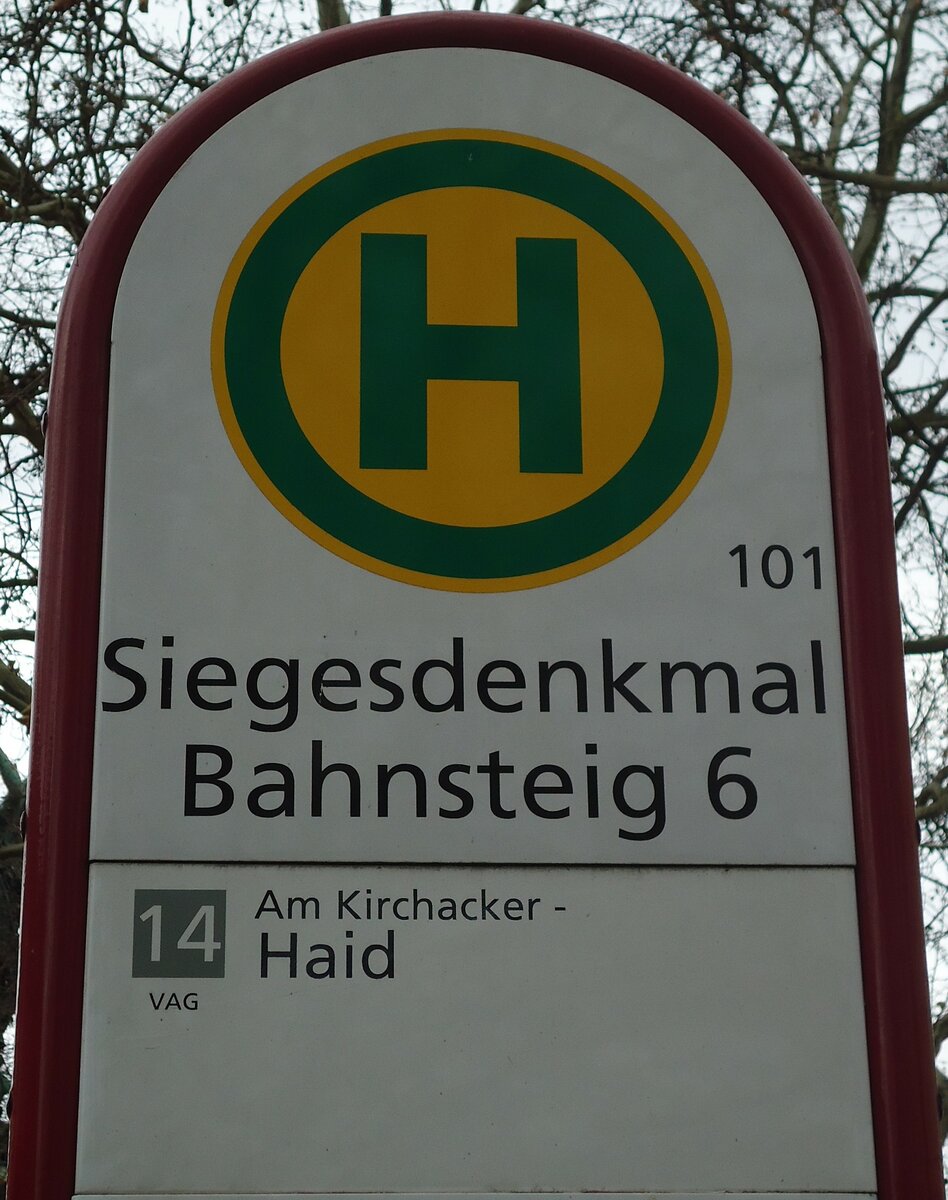 H
101
Siegesdenkmal
Bahnsteig 6
14 Am Kirchacker -
Haid
VAG